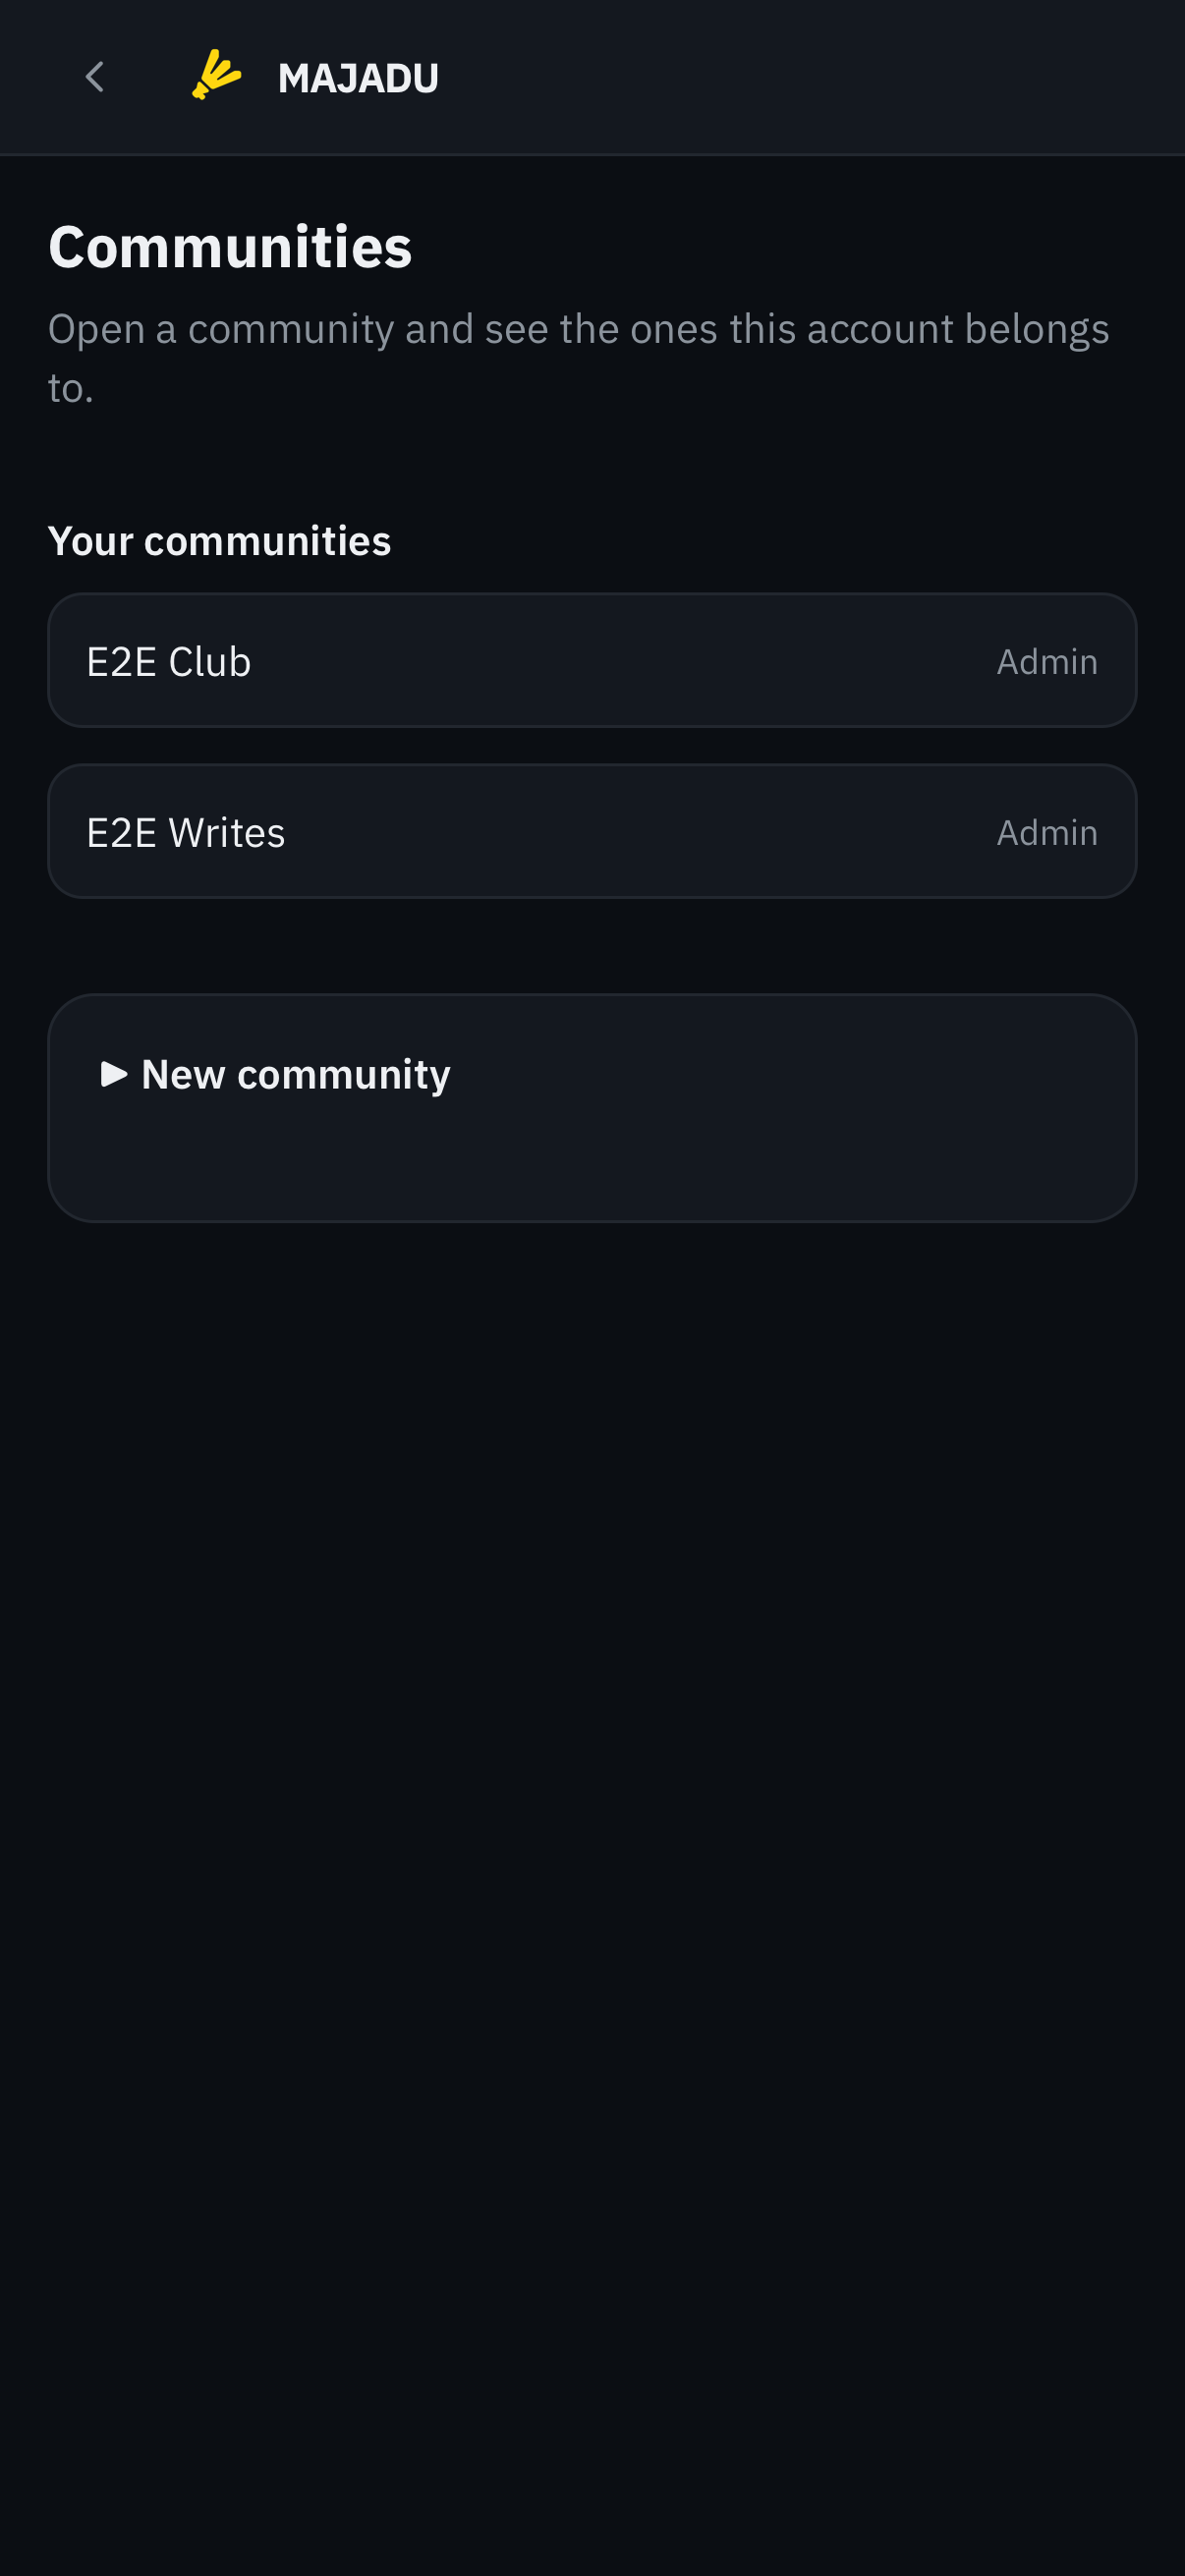 MAJADU
Communities
Open a community and see the ones this account belongs
to.
Your communities
E2E Club
Admin
E2E Writes
Admin
New community